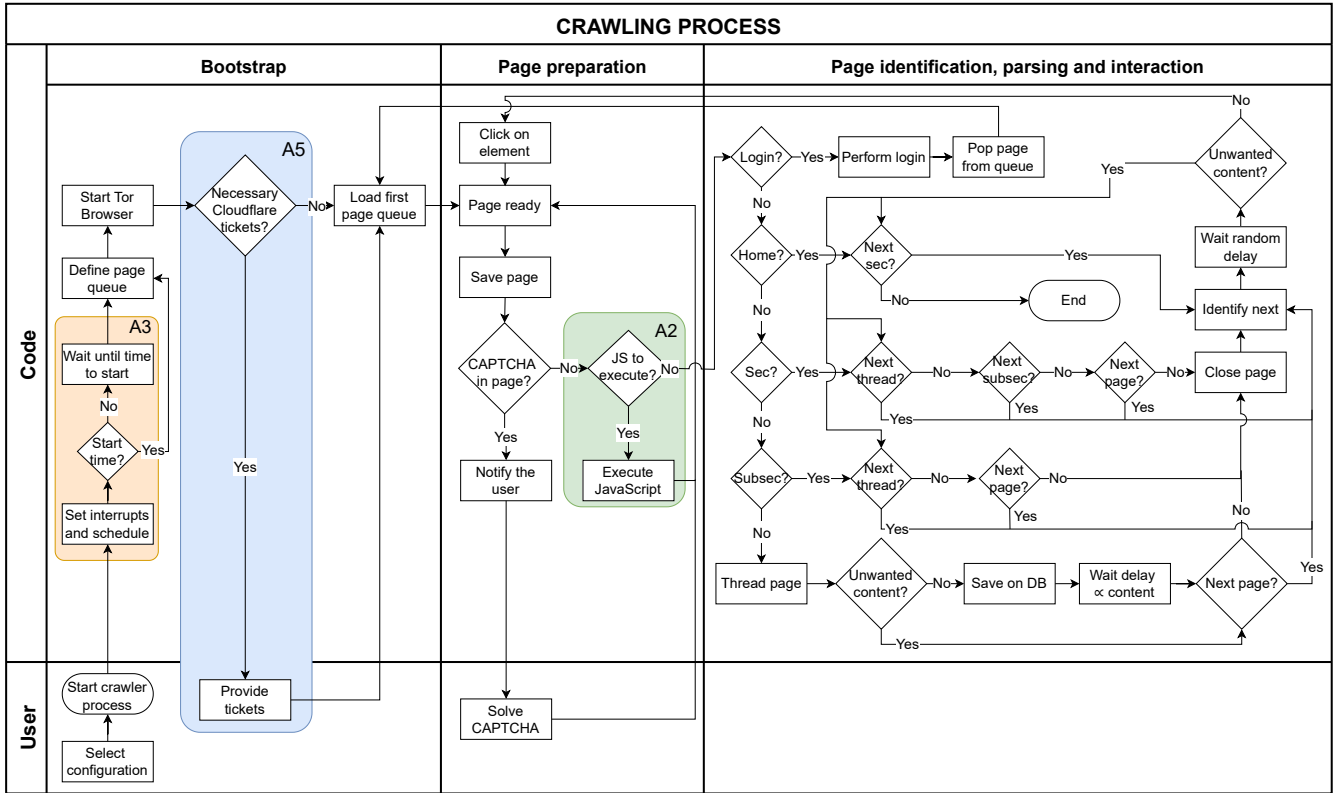 CRAWLING PROCESS
Bootstrap
Page preparation
Page identification, parsing and interaction
Code
User
A5
Necessary
Cloudflare
tickets?
No
Yes
Provide
tickets
Start Tor
Browser
Define page
queue
A3
Wait until time
to start
No
Start
time?
Yes
Set interrupts
and schedule
Start crawler
process
Select
configuration
Load first
page queue
Click on
element
Page ready
Save page
CAPTCHA
in page?
No
Yes
Notify the
user
Solve
CAPTCHA
A2
JS to
execute?
No
Yes
Execute
JavaScript
Login?
Yes
Perform login
Pop page
from queue
No
Home?
Yes
Next
sec?
Yes
No
End
No
Sec?
Yes
Next
thread?
No
Next
subsec?
No
Next
page?
No
Close page
Yes
Yes
Yes
No
Subsec?
Yes
Next
thread?
No
Next
page?
No
Yes
Yes
No
Thread page
Unwanted
content?
No
Save on DB
Wait delay
∝ content
Next page?
Yes
No
Yes
Identify next
Wait random
delay
Unwanted
content?
Yes
No